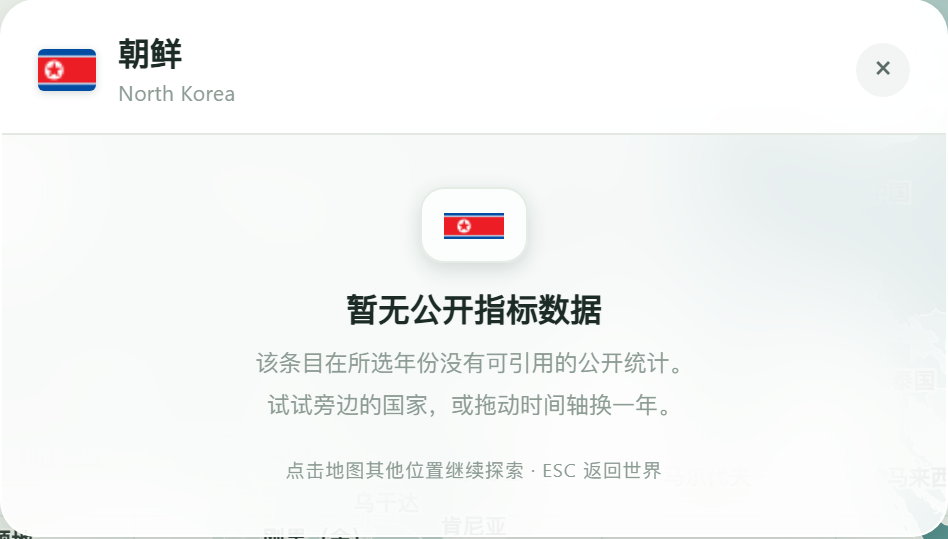 朝鲜
North Korea
×
暂无公开指标数据
该条目在所选年份没有可引用的公开统计。
试试旁边的国家，或拖动时间轴换一年。
点击地图其他位置继续探索 · ESC 返回世界
泰国
马来西
乌干达
肯尼亚